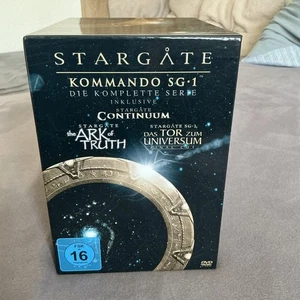 STARGATE
KOMMANDO SG·1
DIE KOMPLETTE SERIE
INKLUSIVE
STARGATE
CONTINUUM
STARGATE
the ARK of
TRUTH
STARGATE SG-1
DAS TOR ZUM
UNIVERSUM
FSK
16
DVD